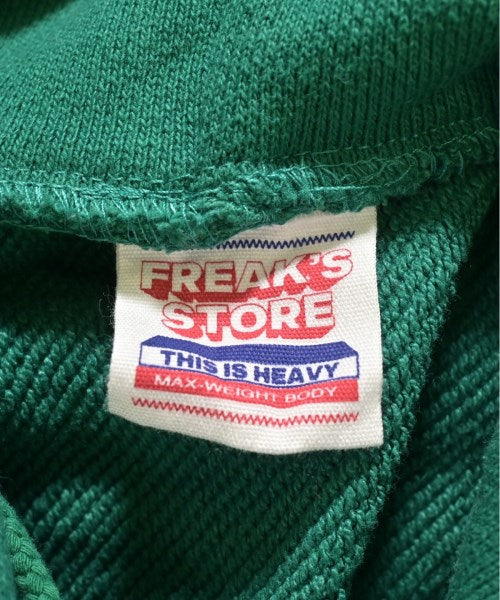 FREAK'S
STORE
THIS IS HEAVY
MAX-WEIGHT BODY